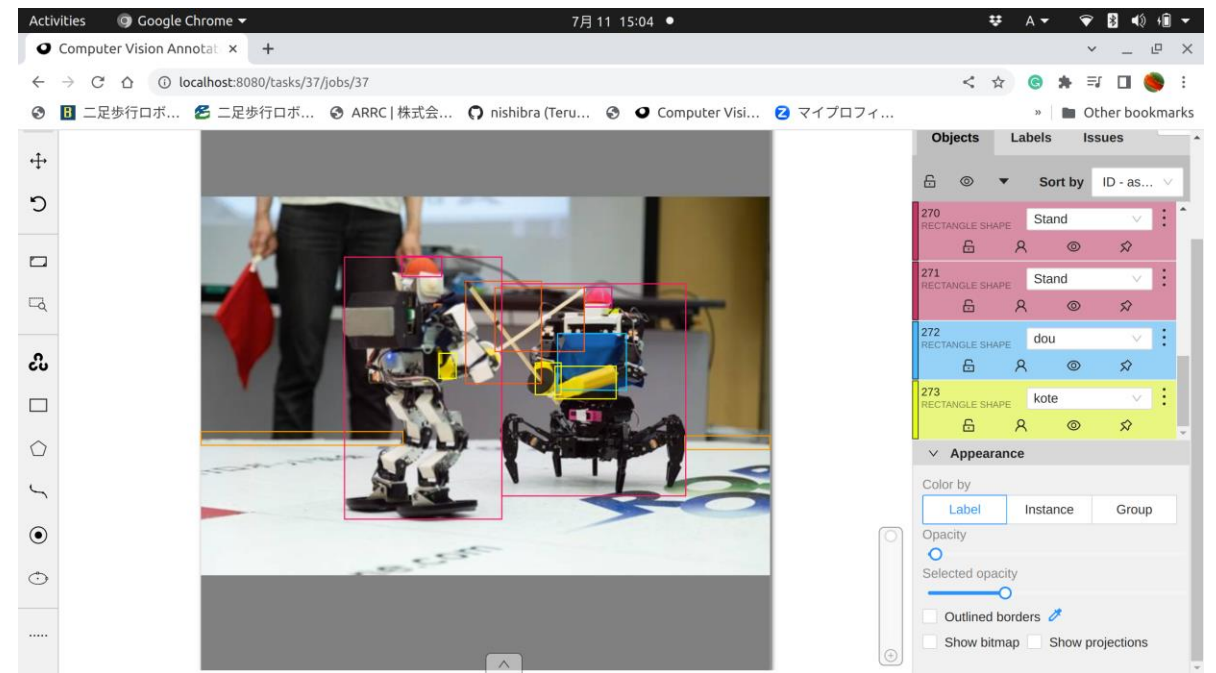 Activities Google Chrome 7月 11 15:04 A
Computer Vision Annotat × +
localhost:8080/tasks/37/jobs/37
二足歩行ロボ... 二足歩行ロボ... ARRC | 株式会... nishibra (Teru... Computer Visi... マイプロフィ... » Other bookmarks
Objects Labels Issues
Sort by ID - as...
270
RECTANGLE SHAPE
Stand
271
RECTANGLE SHAPE
Stand
272
RECTANGLE SHAPE
dou
273
RECTANGLE SHAPE
kote
Appearance
Color by
Label Instance Group
Opacity
Selected opacity
Outlined borders
Show bitmap Show projections